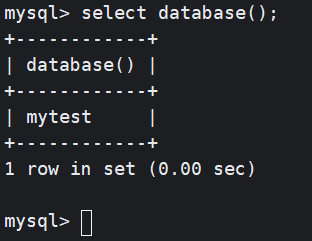 mysql> select database();
+------------+
| database() |
+------------+
| mytest     |
+------------+
1 row in set (0.00 sec)
mysql>